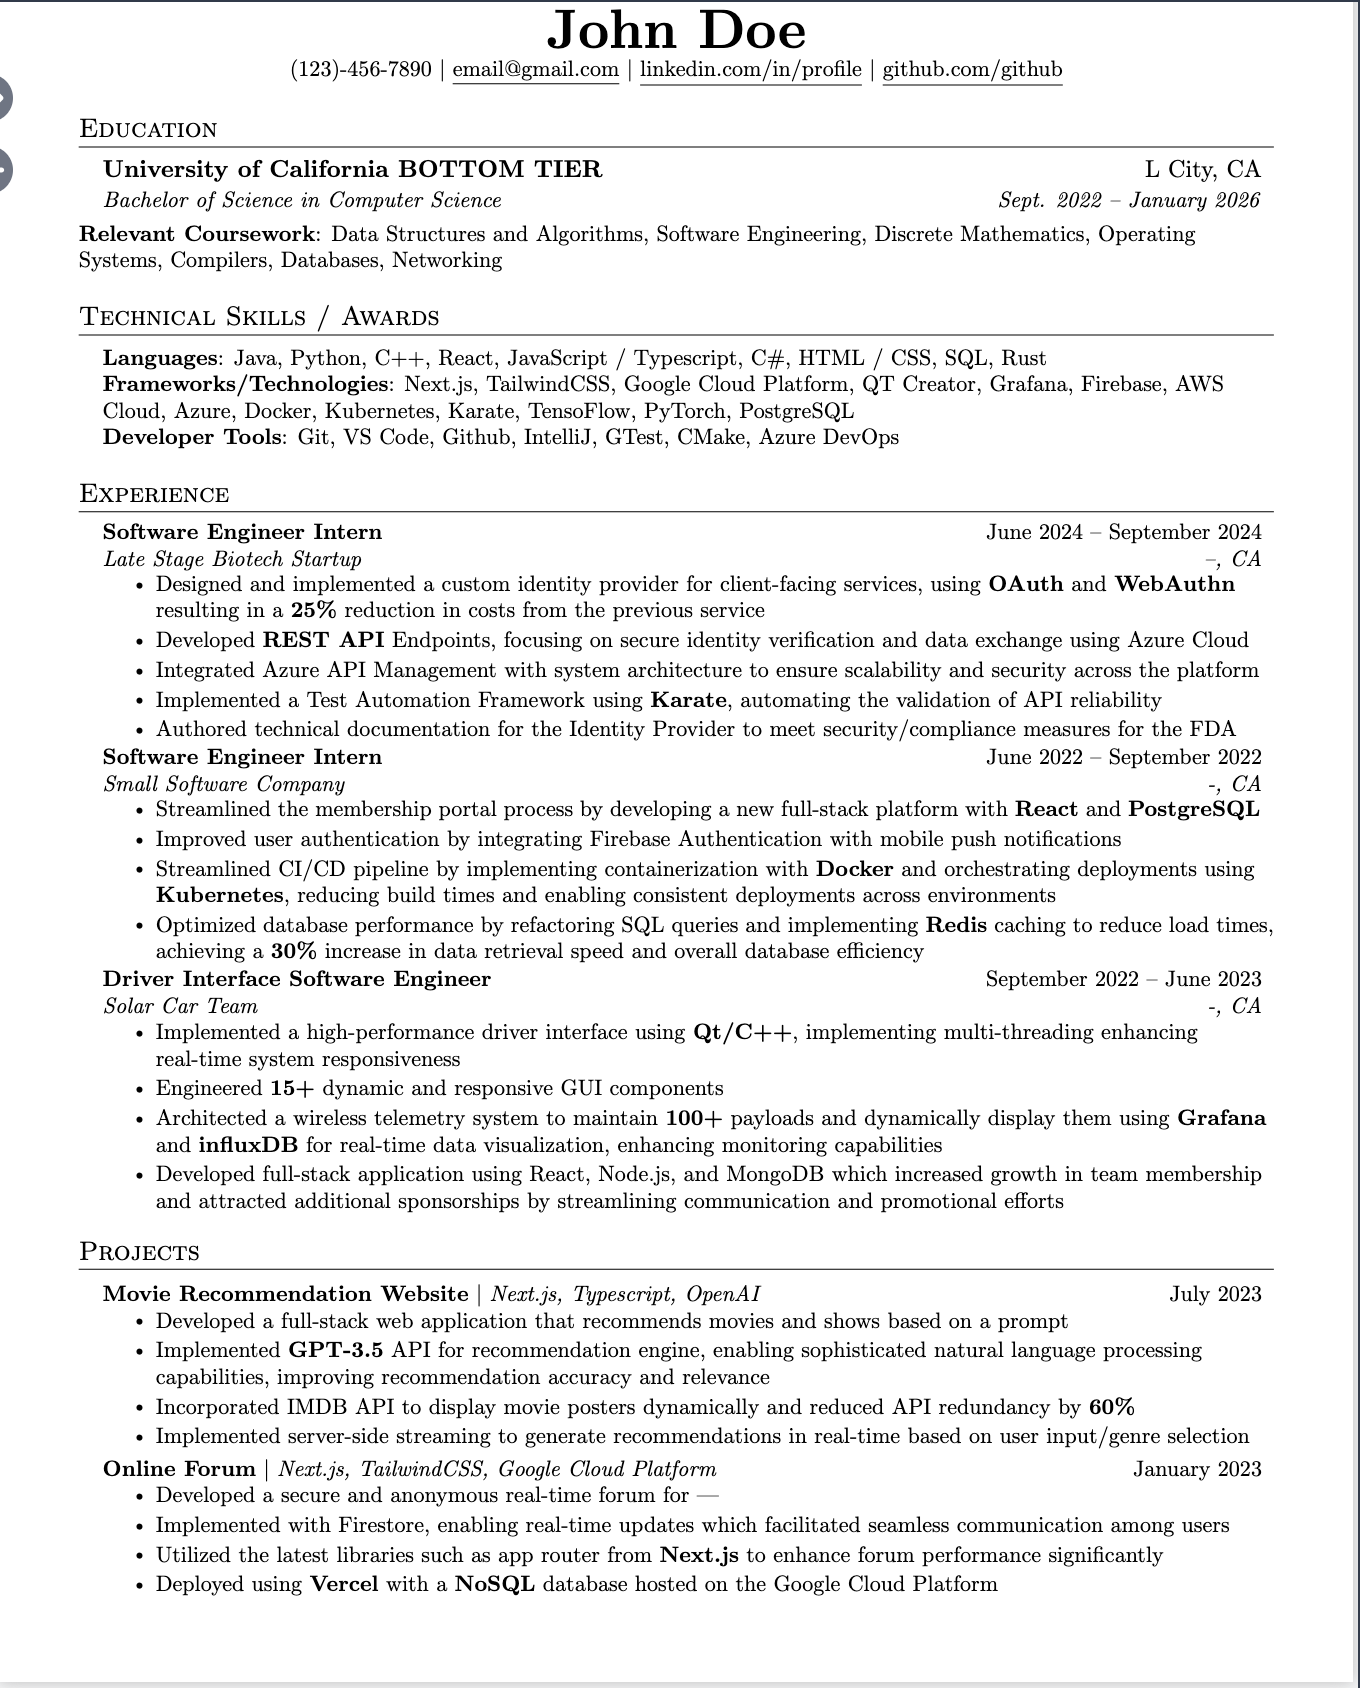 John Doe
(123)-456-7890 | email@gmail.com | linkedin.com/in/profile | github.com/github
Education
University of California BOTTOM TIER L City, CA
Bachelor of Science in Computer Science Sept. 2022 – January 2026
Relevant Coursework: Data Structures and Algorithms, Software Engineering, Discrete Mathematics, Operating
Systems, Compilers, Databases, Networking
Technical Skills / Awards
Languages: Java, Python, C++, React, JavaScript / Typescript, C#, HTML / CSS, SQL, Rust
Frameworks/Technologies: Next.js, TailwindCSS, Google Cloud Platform, QT Creator, Grafana, Firebase, AWS
Cloud, Azure, Docker, Kubernetes, Karate, TensoFlow, PyTorch, PostgreSQL
Developer Tools: Git, VS Code, Github, IntelliJ, GTest, CMake, Azure DevOps
Experience
Software Engineer Intern June 2024 – September 2024
Late Stage Biotech Startup –, CA
• Designed and implemented a custom identity provider for client-facing services, using OAuth and WebAuthn
resulting in a 25% reduction in costs from the previous service
• Developed REST API Endpoints, focusing on secure identity verification and data exchange using Azure Cloud
• Integrated Azure API Management with system architecture to ensure scalability and security across the platform
• Implemented a Test Automation Framework using Karate, automating the validation of API reliability
• Authored technical documentation for the Identity Provider to meet security/compliance measures for the FDA
Software Engineer Intern June 2022 – September 2022
Small Software Company -, CA
• Streamlined the membership portal process by developing a new full-stack platform with React and PostgreSQL
• Improved user authentication by integrating Firebase Authentication with mobile push notifications
• Streamlined CI/CD pipeline by implementing containerization with Docker and orchestrating deployments using
Kubernetes, reducing build times and enabling consistent deployments across environments
• Optimized database performance by refactoring SQL queries and implementing Redis caching to reduce load times,
achieving a 30% increase in data retrieval speed and overall database efficiency
Driver Interface Software Engineer September 2022 – June 2023
Solar Car Team -, CA
• Implemented a high-performance driver interface using Qt/C++, implementing multi-threading enhancing
real-time system responsiveness
• Engineered 15+ dynamic and responsive GUI components
• Architected a wireless telemetry system to maintain 100+ payloads and dynamically display them using Grafana
and influxDB for real-time data visualization, enhancing monitoring capabilities
• Developed full-stack application using React, Node.js, and MongoDB which increased growth in team membership
and attracted additional sponsorships by streamlining communication and promotional efforts
Projects
Movie Recommendation Website | Next.js, Typescript, OpenAI July 2023
• Developed a full-stack web application that recommends movies and shows based on a prompt
• Implemented GPT-3.5 API for recommendation engine, enabling sophisticated natural language processing
capabilities, improving recommendation accuracy and relevance
• Incorporated IMDB API to display movie posters dynamically and reduced API redundancy by 60%
• Implemented server-side streaming to generate recommendations in real-time based on user input/genre selection
Online Forum | Next.js, TailwindCSS, Google Cloud Platform January 2023
• Developed a secure and anonymous real-time forum for —
• Implemented with Firestore, enabling real-time updates which facilitated seamless communication among users
• Utilized the latest libraries such as app router from Next.js to enhance forum performance significantly
• Deployed using Vercel with a NoSQL database hosted on the Google Cloud Platform